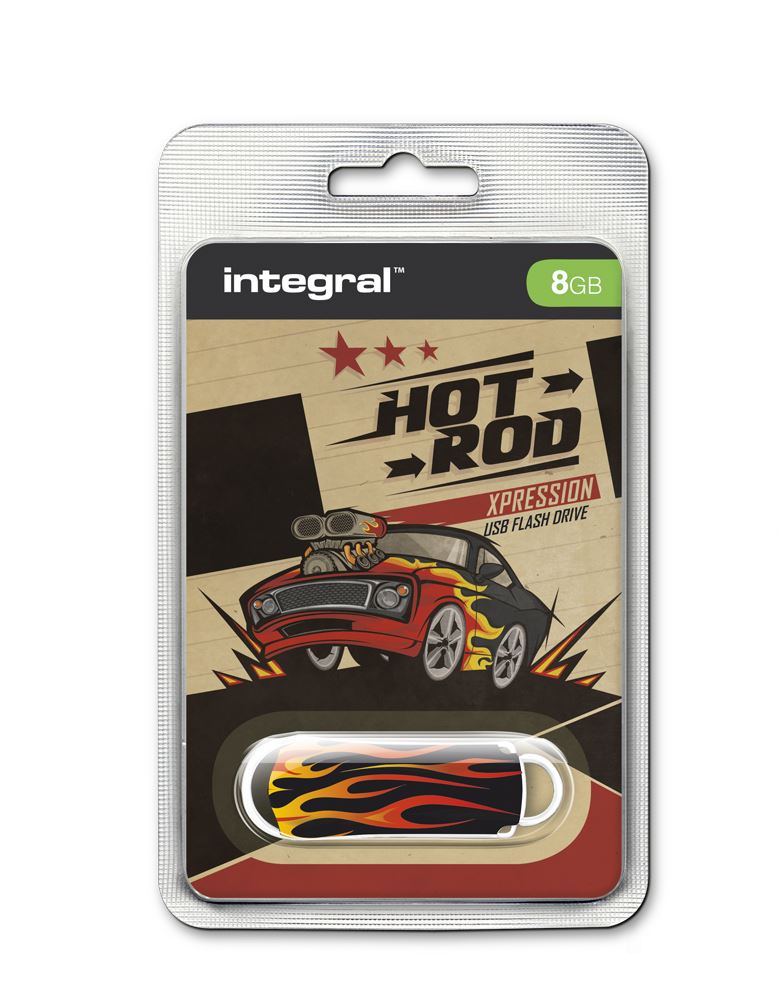 integral™
8GB
HOT
ROD
XPRESSION
USB FLASH DRIVE